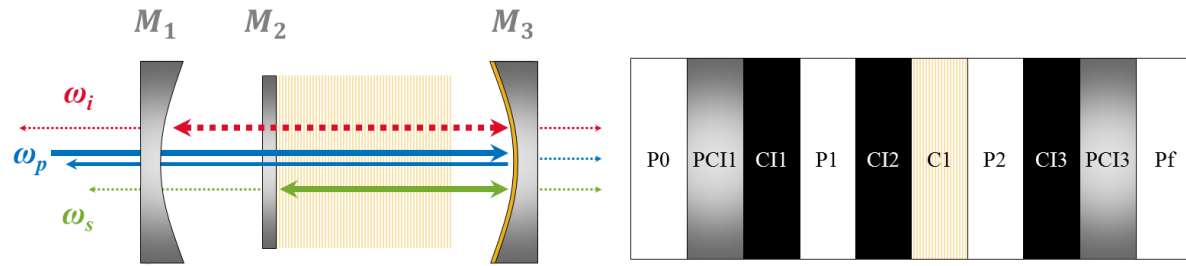 M₁ M₂ M₃
ωᵢ
ωₚ
ωₛ
P0 PCI1 CI1 P1 CI2 C1 P2 CI3 PCI3 Pf